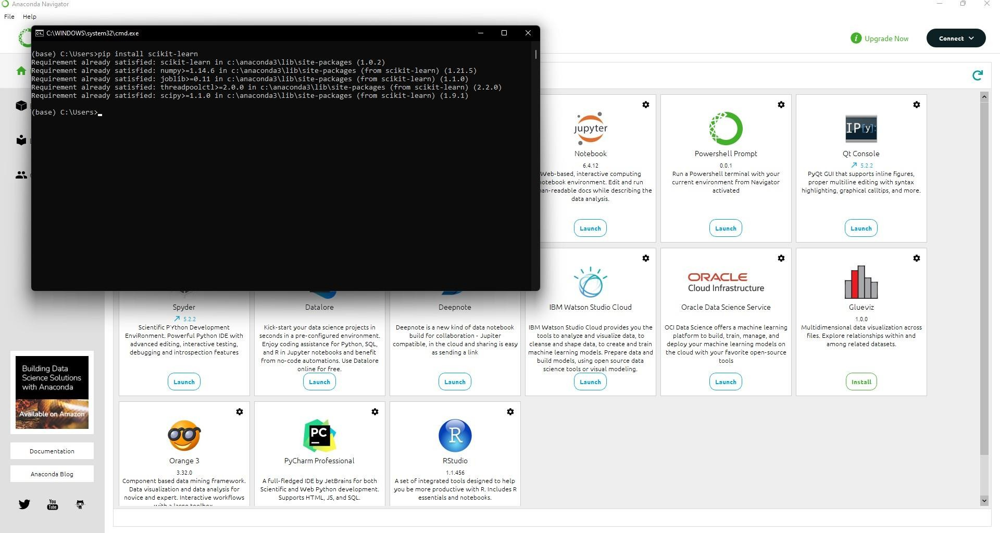 Anaconda Navigator
File Help
Upgrade Now
Connect
C:\WINDOWS\system32\cmd.exe
(base) C:\Users>pip install scikit-learn
Requirement already satisfied: scikit-learn in c:\anaconda3\lib\site-packages (1.0.2)
Requirement already satisfied: numpy>=1.14.6 in c:\anaconda3\lib\site-packages (from scikit-learn) (1.21.5)
Requirement already satisfied: joblib>=0.11 in c:\anaconda3\lib\site-packages (from scikit-learn) (1.1.0)
Requirement already satisfied: threadpoolctl>=2.0.0 in c:\anaconda3\lib\site-packages (from scikit-learn) (2.2.0)
Requirement already satisfied: scipy>=1.1.0 in c:\anaconda3\lib\site-packages (from scikit-learn) (1.9.1)
(base) C:\Users>
jupyter
Notebook
6.4.12
Web-based, interactive computing
notebook environment. Edit and run
an-readable docs while describing the
data analysis.
Launch
Powershell Prompt
0.0.1
Run a Powershell terminal with your
current environment from Navigator
activated
Launch
IP[y]:
Qt Console
5.2.2
PyQt GUI that supports inline figures,
proper multiline editing with syntax
highlighting, graphical calltips, and more.
Launch
Spyder
5.2.2
Scientific PYthon Development
EnviRonment. Powerful Python IDE with
advanced editing, interactive testing,
debugging and introspection features
Launch
Datalore
Kick-start your data science projects in
seconds in a pre-configured environment.
Enjoy coding assistance for Python, SQL,
and R in Jupyter notebooks and benefit
from no-code automations. Use Datalore
online for free.
Launch
Deepnote
Deepnote is a new kind of data notebook
build for collaboration - Jupiter
compatible, in the cloud and sharing is easy
as sending a link
Launch
IBM Watson Studio Cloud
IBM Watson Studio Cloud provides you the
tools to analyze and visualize data, to
cleanse and shape data, to create and train
machine learning models. Prepare data and
build models, using open source data
science tools or visual modeling.
Launch
ORACLE
Cloud Infrastructure
Oracle Data Science Service
OCI Data Science offers a machine learning
platform to build, train, manage, and
deploy your machine learning models on
the cloud with your favorite open-source
tools
Launch
Glueviz
1.0.0
Multidimensional data visualization across
files. Explore relationships within and
among related datasets.
Install
Orange 3
3.32.0
Component based data mining framework.
Data visualization and data analysis for
novice and expert. Interactive workflows
with a large toolbox.
PC
PyCharm Professional
A full-fledged IDE by JetBrains for both
Scientific and Web Python development.
Supports HTML, JS, and SQL.
R
RStudio
1.1.456
A set of integrated tools designed to help
you be more productive with R. Includes R
essentials and notebooks.
Building Data
Science Solutions
with Anaconda
Available on Amazon
Documentation
Anaconda Blog
You
Tube